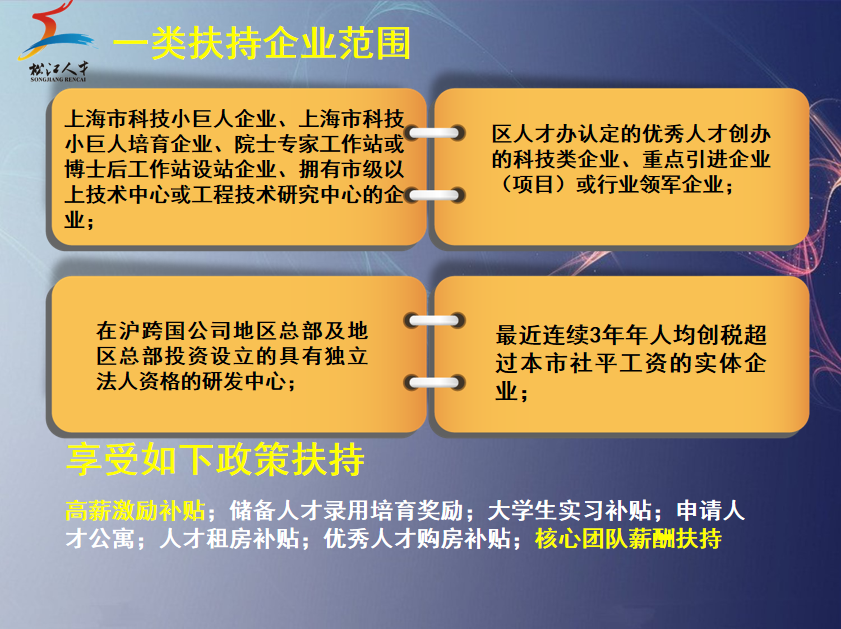 松江人才
SONGJIANG RENCAI
一类扶持企业范围
上海市科技小巨人企业、上海市科技
小巨人培育企业、院士专家工作站或
博士后工作站设站企业、拥有市级以
上技术中心或工程技术研究中心的企
业；
区人才办认定的优秀人才创办
的科技类企业、重点引进企业
（项目）或行业领军企业；
在沪跨国公司地区总部及地
区总部投资设立的具有独立
法人资格的研发中心；
最近连续3年年人均创税超
过本市社平工资的实体企
业；
享受如下政策扶持
高薪激励补贴；储备人才录用培育奖励；大学生实习补贴；申请人
才公寓；人才租房补贴；优秀人才购房补贴；核心团队薪酬扶持